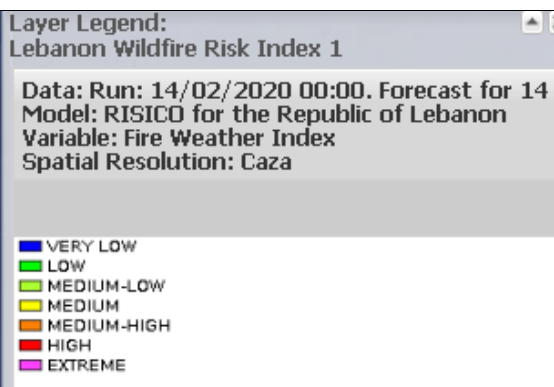 Layer Legend:
Lebanon Wildfire Risk Index 1
Data: Run: 14/02/2020 00:00. Forecast for 14
Model: RISICO for the Republic of Lebanon
Variable: Fire Weather Index
Spatial Resolution: Caza
VERY LOW
LOW
MEDIUM-LOW
MEDIUM
MEDIUM-HIGH
HIGH
EXTREME